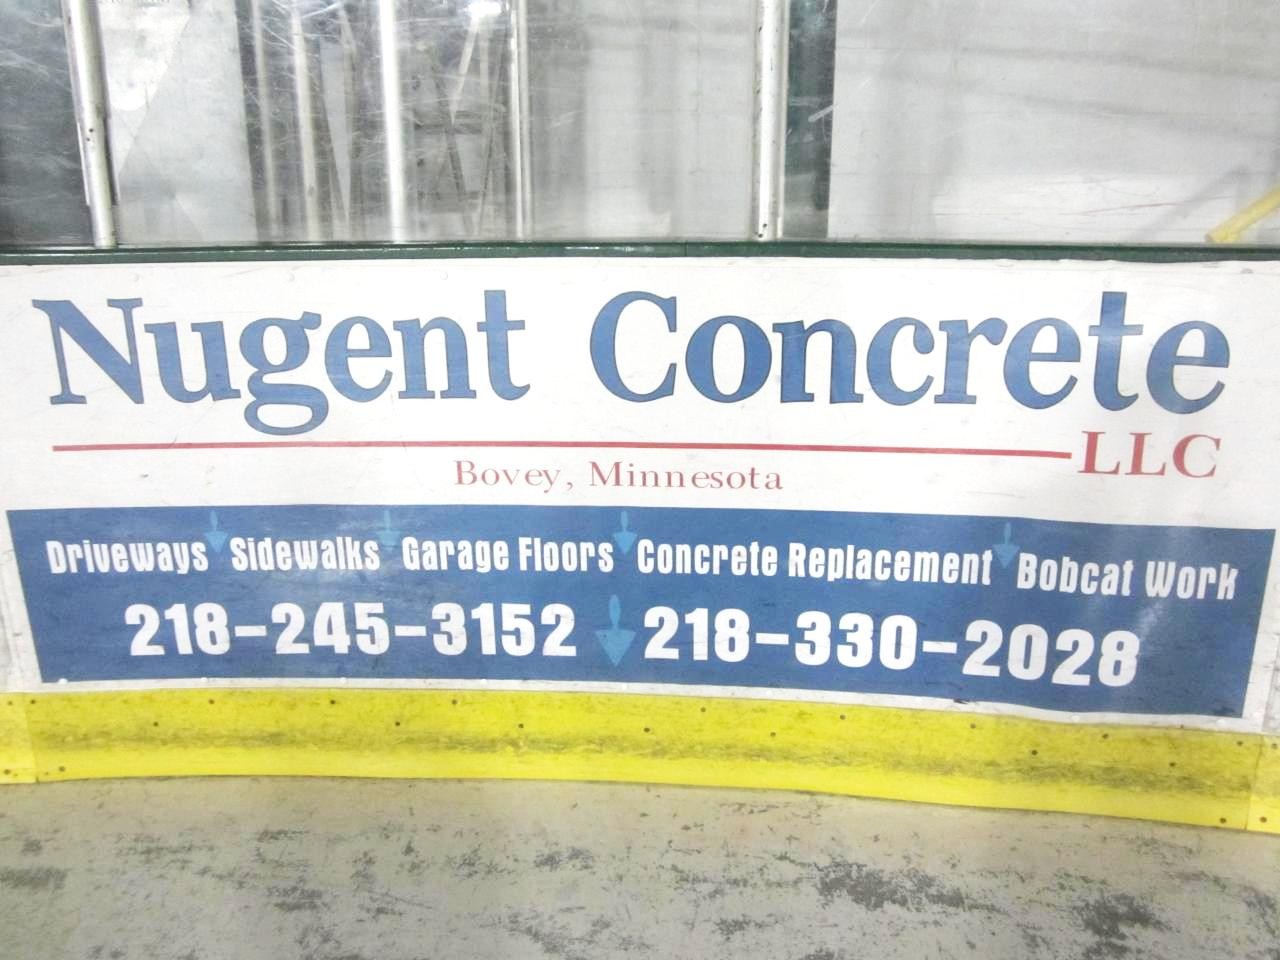 Nugent Concrete
LLC
Bovey, Minnesota
Driveways Sidewalks Garage Floors Concrete Replacement Bobcat Work
218-245-3152 218-330-2028